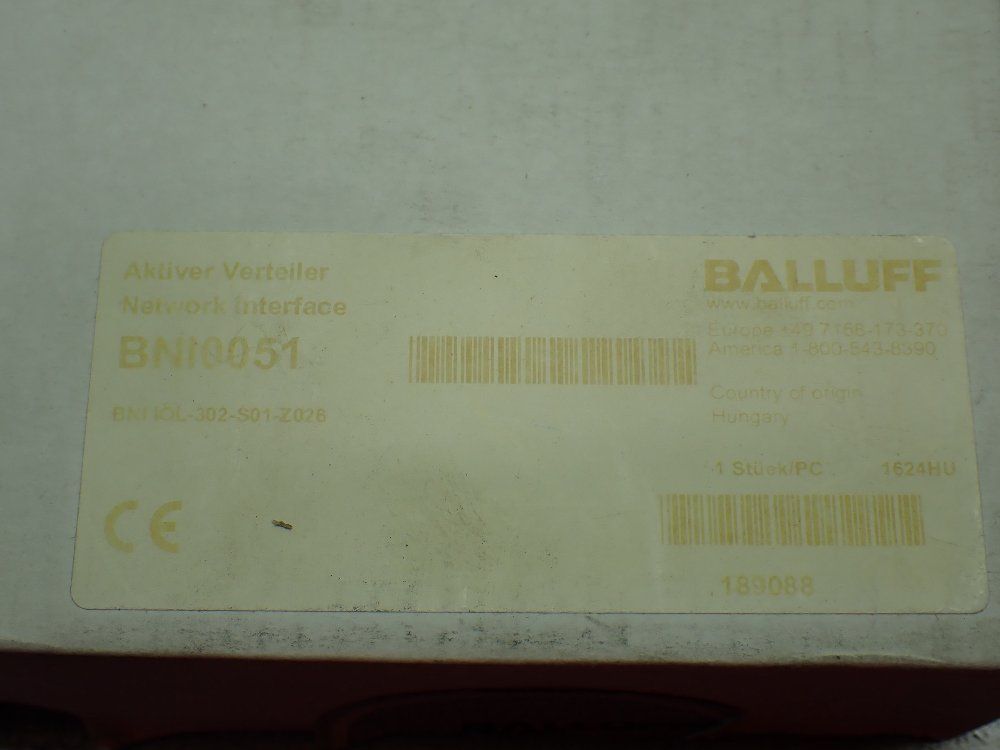 Aktiver Verteiler
Network Interface
BNI0051
BNI IOL-302-S01-Z026
BALLUFF
www.balluff.com
Europe +49 7158-173-370
America 1-800-543-8390
Country of origin
Hungary
1 Stück/PC 1624HU
CE
189088